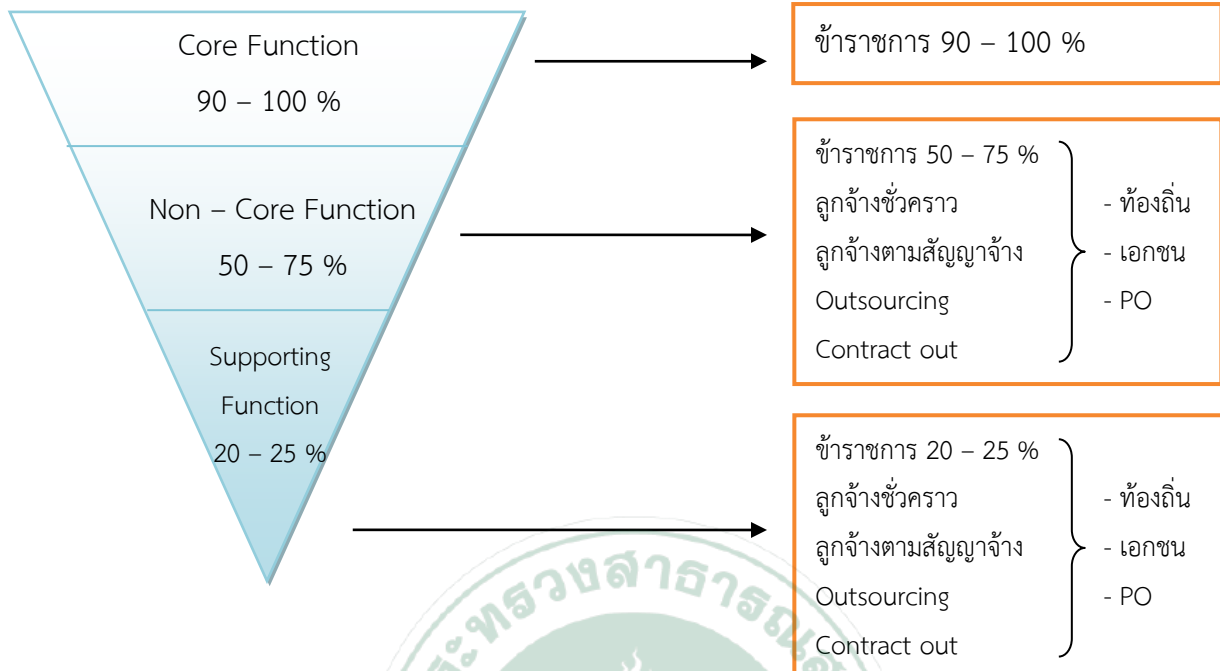 Core Function
90 – 100 %
ข้าราชการ 90 – 100 %
Non – Core Function
50 – 75 %
ข้าราชการ 50 – 75 %
ลูกจ้างชั่วคราว - ท้องถิ่น
ลูกจ้างตามสัญญาจ้าง - เอกชน
Outsourcing - PO
Contract out
Supporting
Function
20 – 25 %
ข้าราชการ 20 – 25 %
ลูกจ้างชั่วคราว - ท้องถิ่น
ลูกจ้างตามสัญญาจ้าง - เอกชน
Outsourcing - PO
Contract out